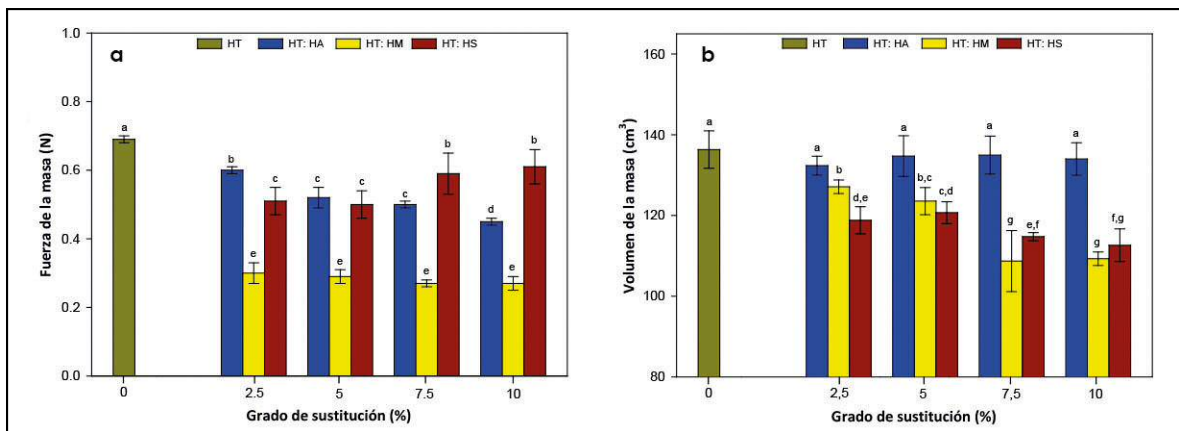 a
HT HT: HA HT: HM HT: HS
Fuerza de la masa (N)
1.0
0.8
0.6
0.4
0.2
0.0
a
b
e
c
c
e
c
c
e
b
d
e
b
0 2.5 5 7.5 10
Grado de sustitución (%)
b
HT HT: HA HT: HM HT: HS
Volumen de la masa (cm³)
160
140
120
100
80
a
a
b
d,e
a
b,c
c,d
a
g
e,f
a
g
f,g
0 2,5 5 7,5 10
Grado de sustitución (%)